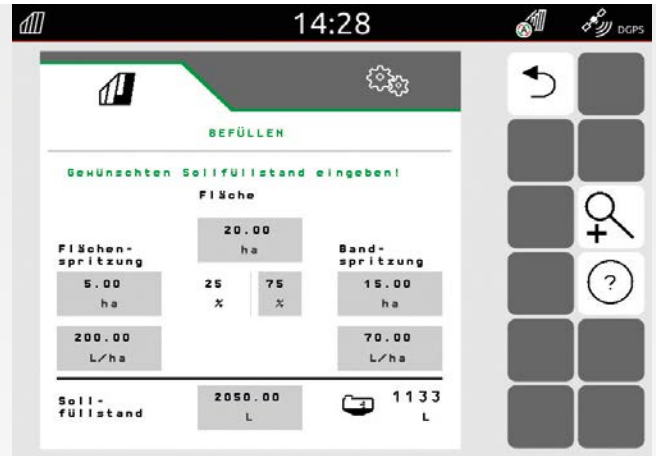 14:28
DGPS
BEFÜLLEN
Gewünschten Sollfüllstand eingeben!
Fläche
20.00
ha
Flächen-
spritzung
Band-
spritzung
5.00
ha
25
%
75
%
15.00
ha
200.00
L/ha
70.00
L/ha
Soll-
füllstand
2050.00
L
1133
L
?